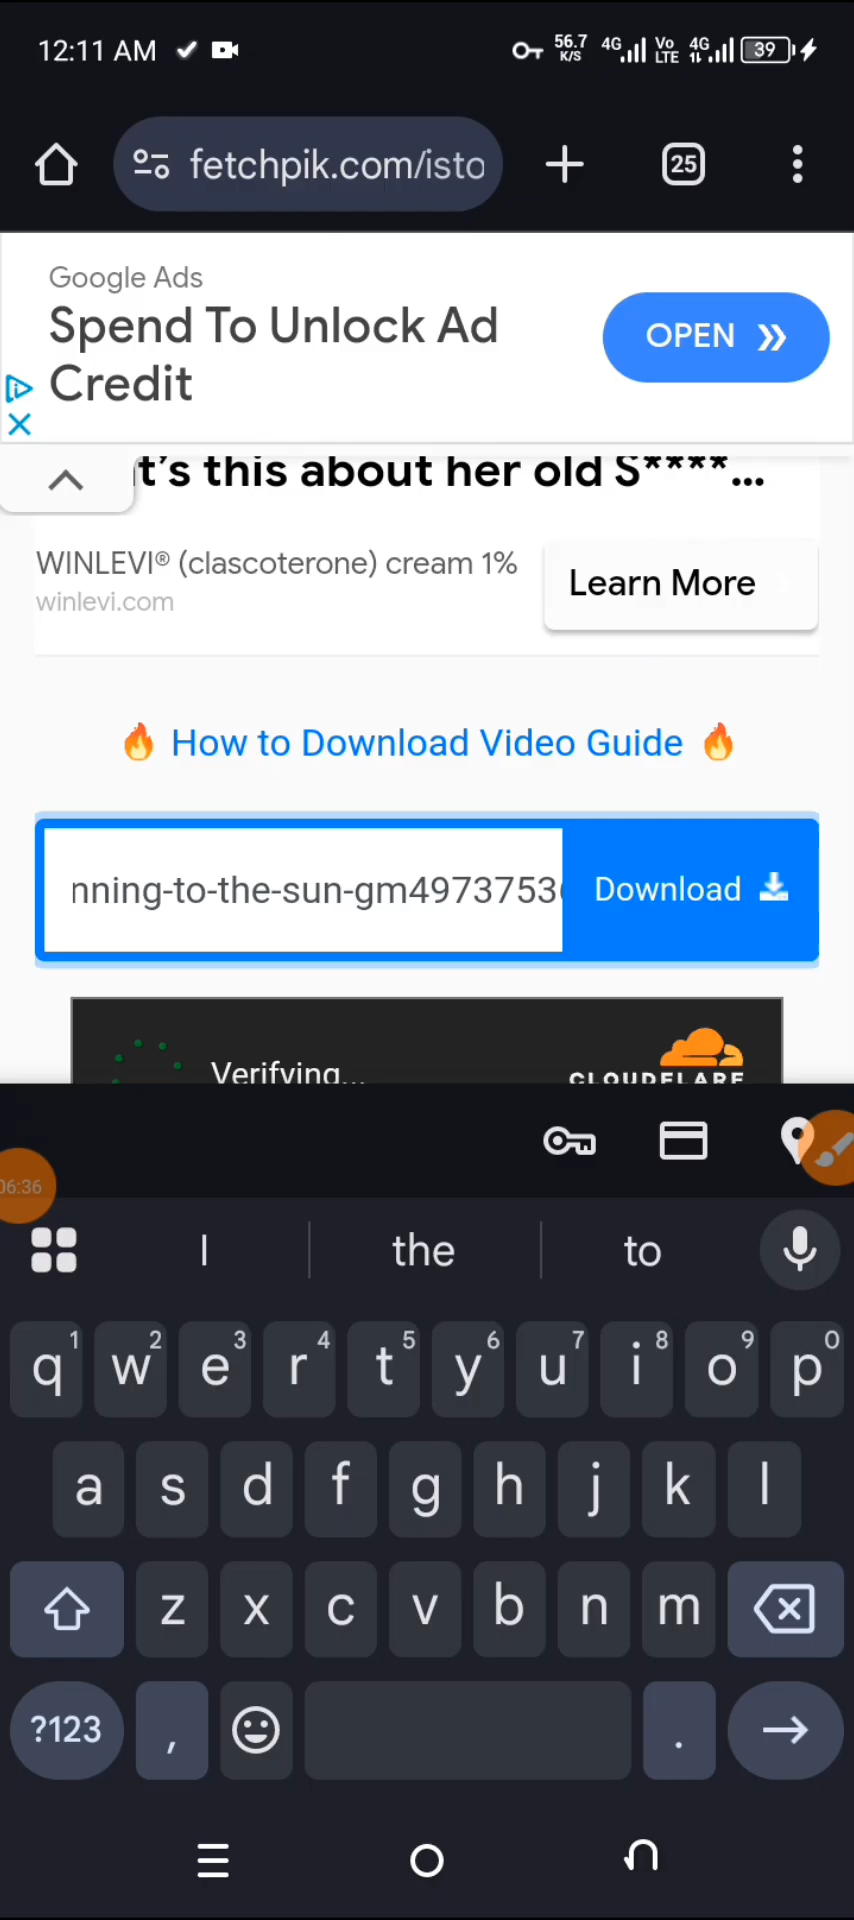 12:11 AM
56.7
K/S
4G
Vo
LTE
4G
39
fetchpik.com/isto
25
Google Ads
Spend To Unlock Ad
Credit
OPEN
t's this about her old S****...
WINLEVI® (clascoterone) cream 1%
winlevi.com
Learn More
How to Download Video Guide
nning-to-the-sun-gm4973753
Download
Verifying...
CLOUDFLARE
06:36
I
the
to
q1 w2 e3 r4 t5 y6 u7 i8 o9 p0
a s d f g h j k l
z x c v b n m
?123 , .